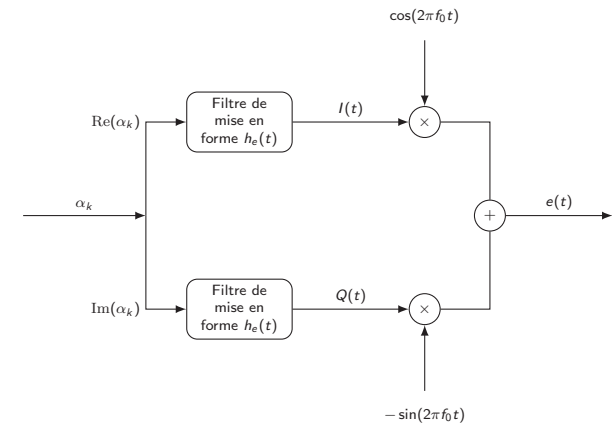 cos(2πf₀t)
Filtre de
mise en
forme hₑ(t)
Re(αₖ)
I(t)
×
αₖ
+
e(t)
Filtre de
mise en
forme hₑ(t)
Im(αₖ)
Q(t)
×
− sin(2πf₀t)